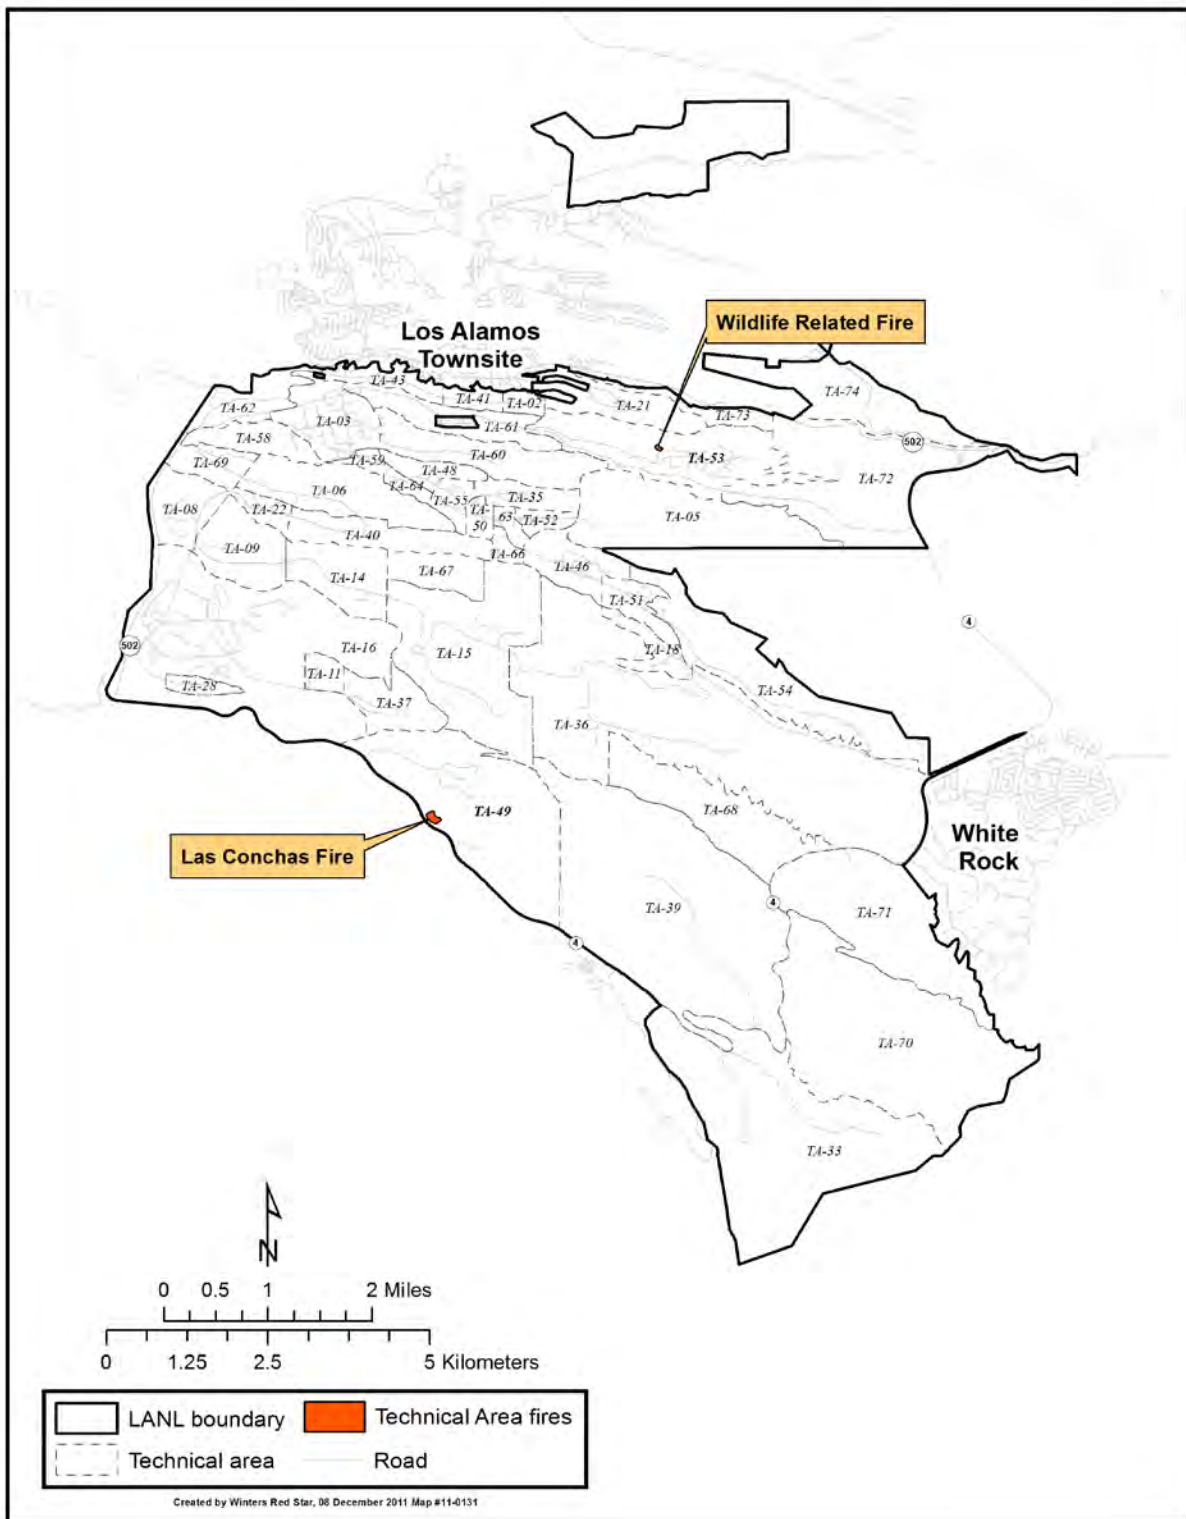 Wildlife Related Fire
Los Alamos
Townsite
TA-43
TA-74
TA-62
TA-41
TA-02
TA-21
TA-73
TA-03
TA-61
502
TA-58
TA-60
TA-53
TA-59
TA-69
TA-48
TA-72
TA-64
TA-06
TA-55
TA-35
TA-08
TA-22
TA-
50
63
TA-52
TA-05
TA-40
TA-09
TA-66
TA-46
TA-67
TA-14
TA-51
4
502
TA-16
TA-15
TA-18
TA-11
TA-28
TA-54
TA-37
TA-36
TA-49
TA-68
White
Rock
Las Conchas Fire
TA-39
4
TA-71
4
TA-70
TA-33
N
0 0.5 1 2 Miles
0 1.25 2.5 5 Kilometers
LANL boundary
Technical Area fires
Technical area
Road
Created by Winters Red Star, 08 December 2011 Map #11-0131